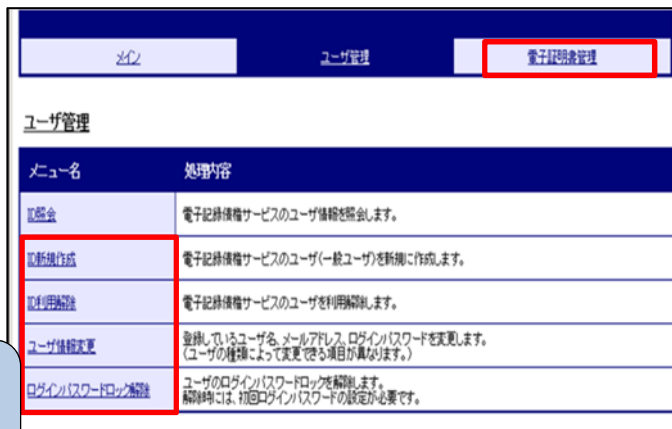 メイン ユーザ管理 電子証明書管理
ユーザ管理
メニュー名 処理内容
ID照会 電子記録債権サービスのユーザ情報を照会します。
ID新規作成 電子記録債権サービスのユーザ(一般ユーザ)を新規に作成します。
ID利用解除 電子記録債権サービスのユーザを利用解除します。
ユーザ情報変更 登録しているユーザ名、メールアドレス、ログインパスワードを変更します。
(ユーザの種類によって変更できる項目が異なります。)
ログインパスワードロック解除 ユーザのログインパスワードロックを解除します。
解除時には、初回ログインパスワードの設定が必要です。